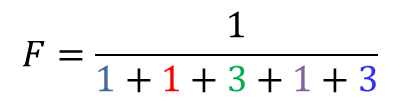 F = 1 / 1 + 1 + 3 + 1 + 3